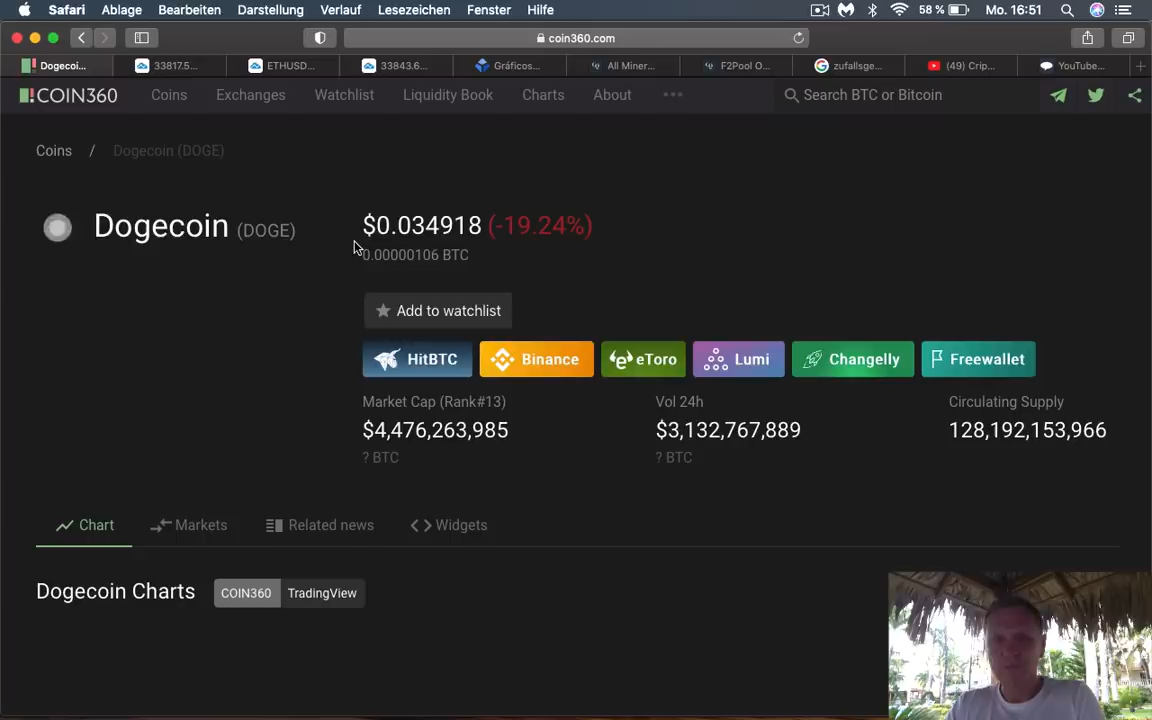 Safari Ablage Bearbeiten Darstellung Verlauf Lesezeichen Fenster Hilfe 58 % Mo. 16:51
coin360.com
Dogecoi... 33817.5... ETHUSD... 33843.6... Gráficos... All Miner... F2Pool O... zufallsge... (49) Crip... YouTube...
COIN360 Coins Exchanges Watchlist Liquidity Book Charts About Search BTC or Bitcoin
Coins / Dogecoin (DOGE)
Dogecoin (DOGE) $0.034918 (-19.24%)
0.00000106 BTC
Add to watchlist
HitBTC Binance eToro Lumi Changelly Freewallet
Market Cap (Rank#13) Vol 24h Circulating Supply
$4,476,263,985 $3,132,767,889 128,192,153,966
? BTC ? BTC
Chart Markets Related news Widgets
Dogecoin Charts COIN360 TradingView